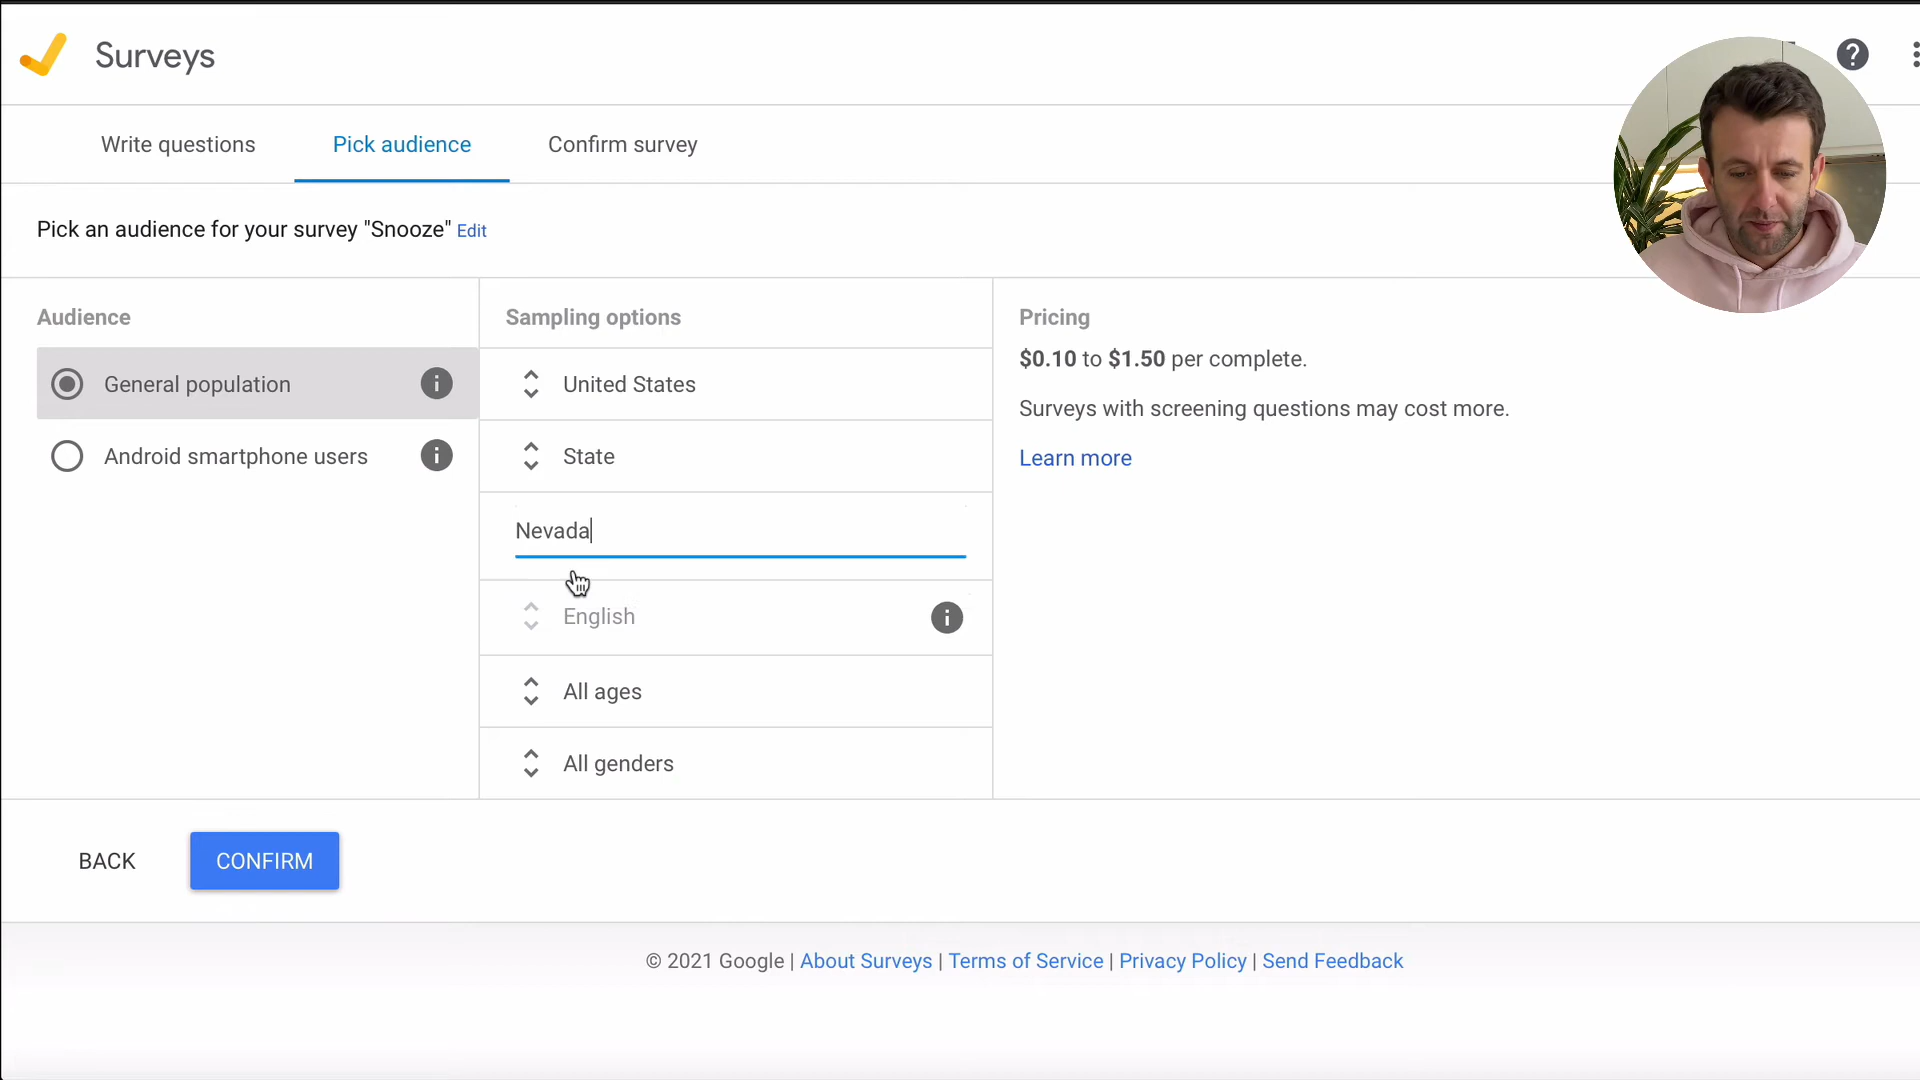 Surveys
Write questions
Pick audience
Confirm survey
Pick an audience for your survey "Snooze" Edit
Audience
General population
Android smartphone users
Sampling options
United States
State
Nevada
English
All ages
All genders
Pricing
$0.10 to $1.50 per complete.
Surveys with screening questions may cost more.
Learn more
BACK
CONFIRM
© 2021 Google | About Surveys | Terms of Service | Privacy Policy | Send Feedback